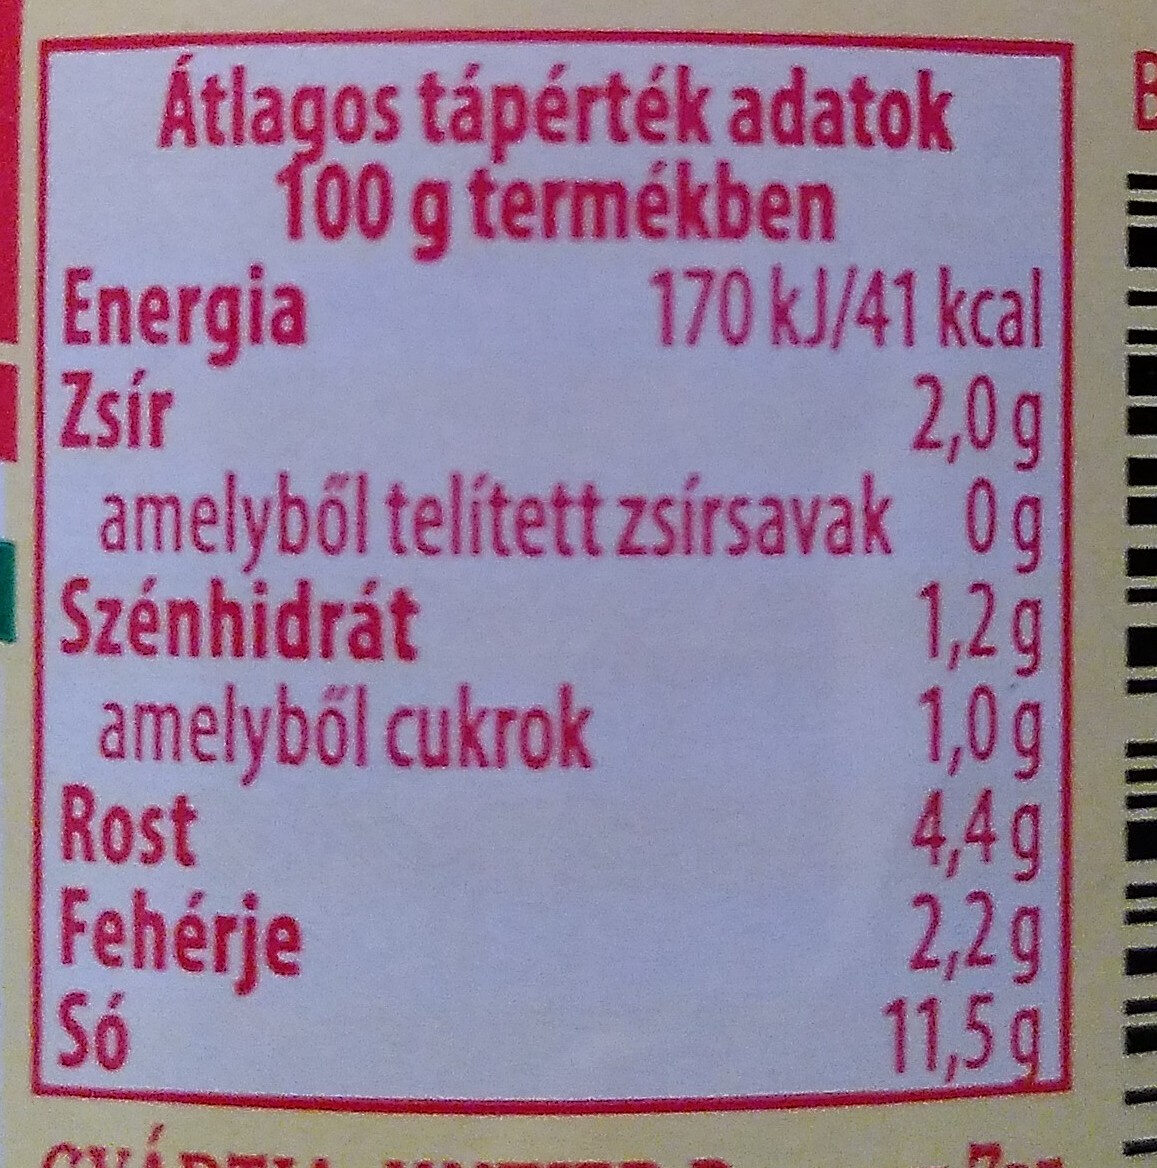 Átlagos tápérték adatok
100 g termékben
Energia 170 kJ/41 kcal
Zsír 2,0 g
amelyből telített zsírsavak 0 g
Szénhidrát 1,2 g
amelyből cukrok 1,0 g
Rost 4,4 g
Fehérje 2,2 g
Só 11,5 g